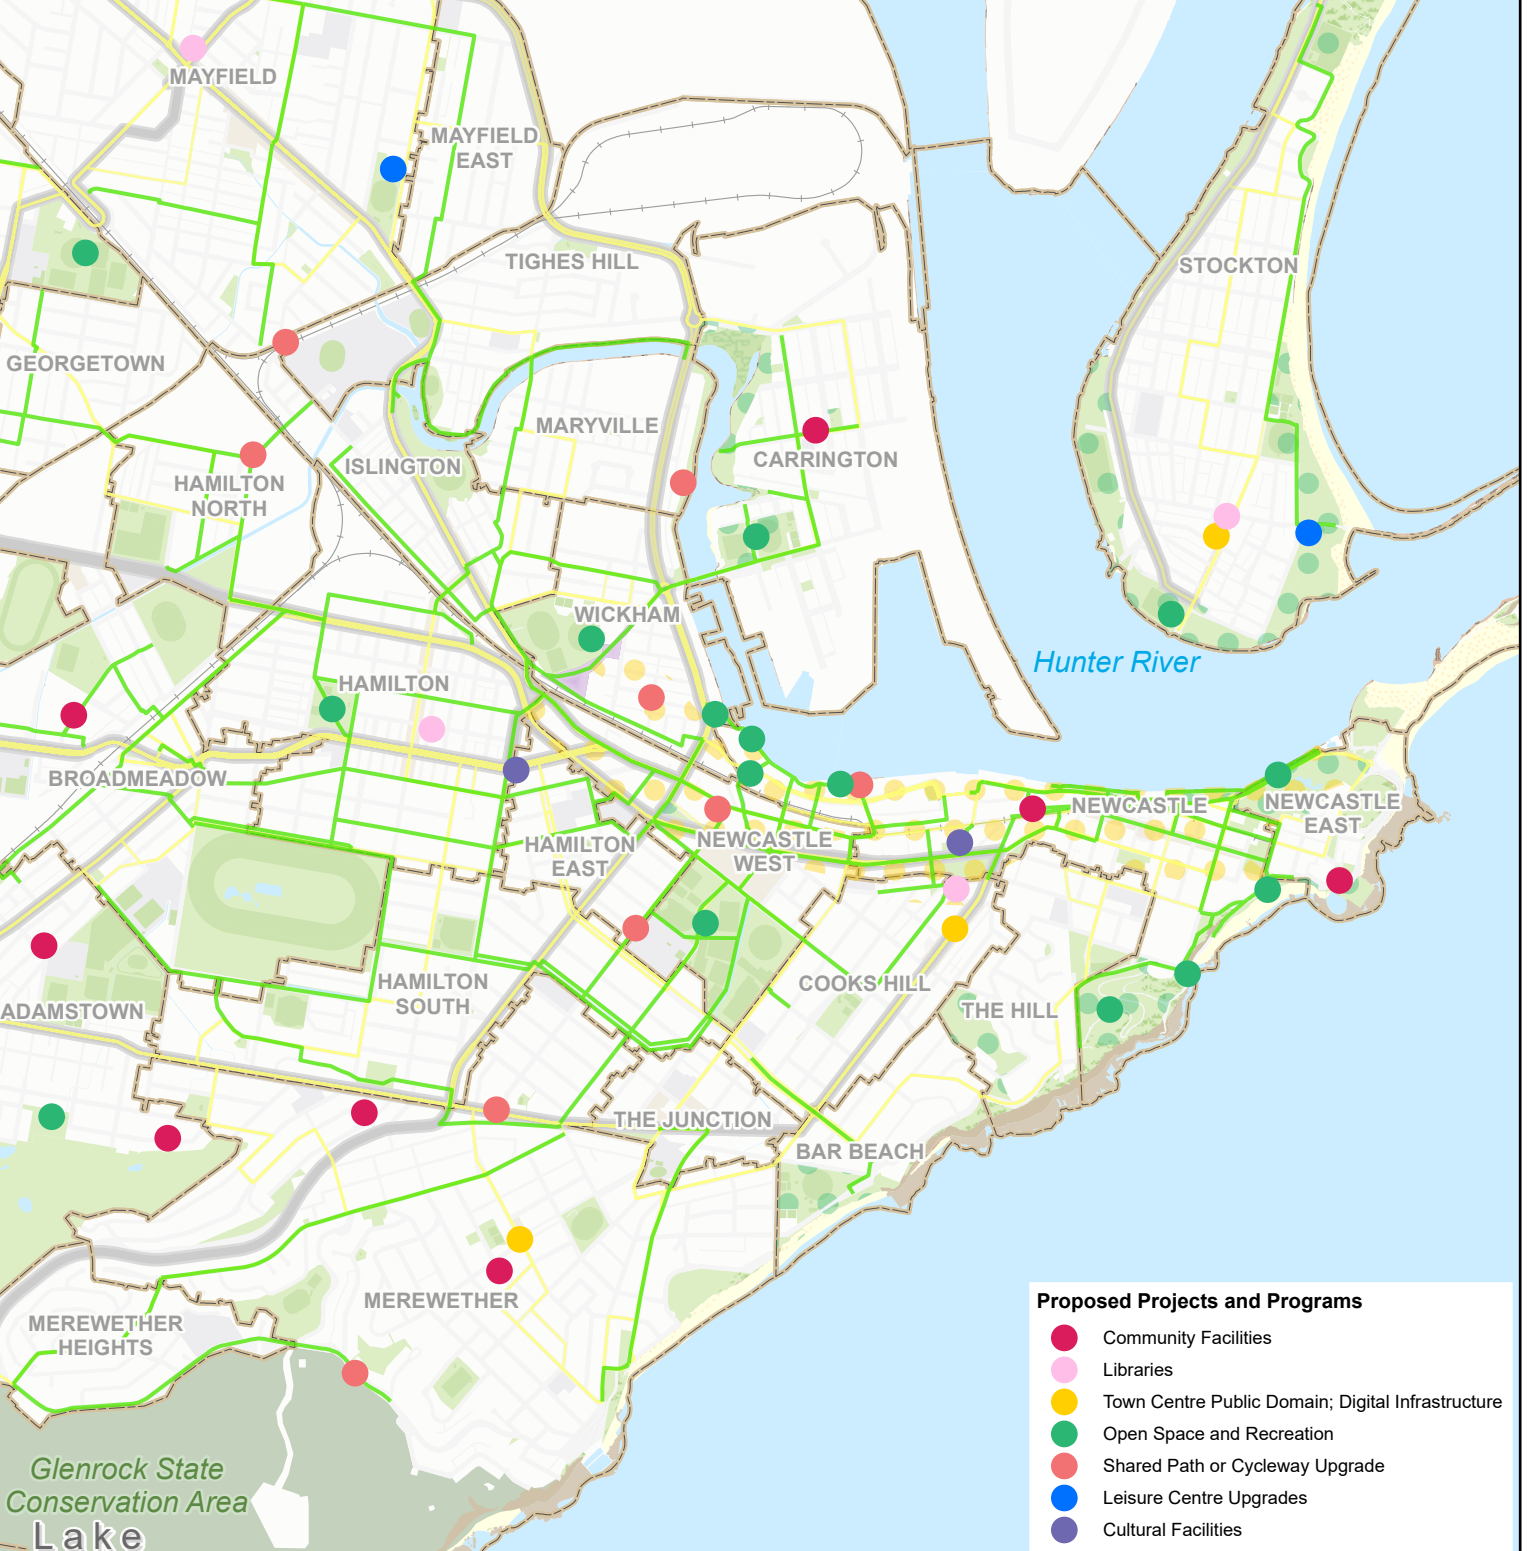 MAYFIELD
MAYFIELD
EAST
TIGHES HILL
STOCKTON
GEORGETOWN
MARYVILLE
CARRINGTON
ISLINGTON
HAMILTON
NORTH
WICKHAM
Hunter River
HAMILTON
BROADMEADOW
NEWCASTLE
NEWCASTLE
EAST
HAMILTON
EAST
NEWCASTLE
WEST
COOKS HILL
HAMILTON
SOUTH
THE HILL
ADAMSTOWN
THE JUNCTION
BAR BEACH
MEREWETHER
MEREWETHER
HEIGHTS
Glenrock State
Conservation Area
Lake
Proposed Projects and Programs
Community Facilities
Libraries
Town Centre Public Domain; Digital Infrastructure
Open Space and Recreation
Shared Path or Cycleway Upgrade
Leisure Centre Upgrades
Cultural Facilities